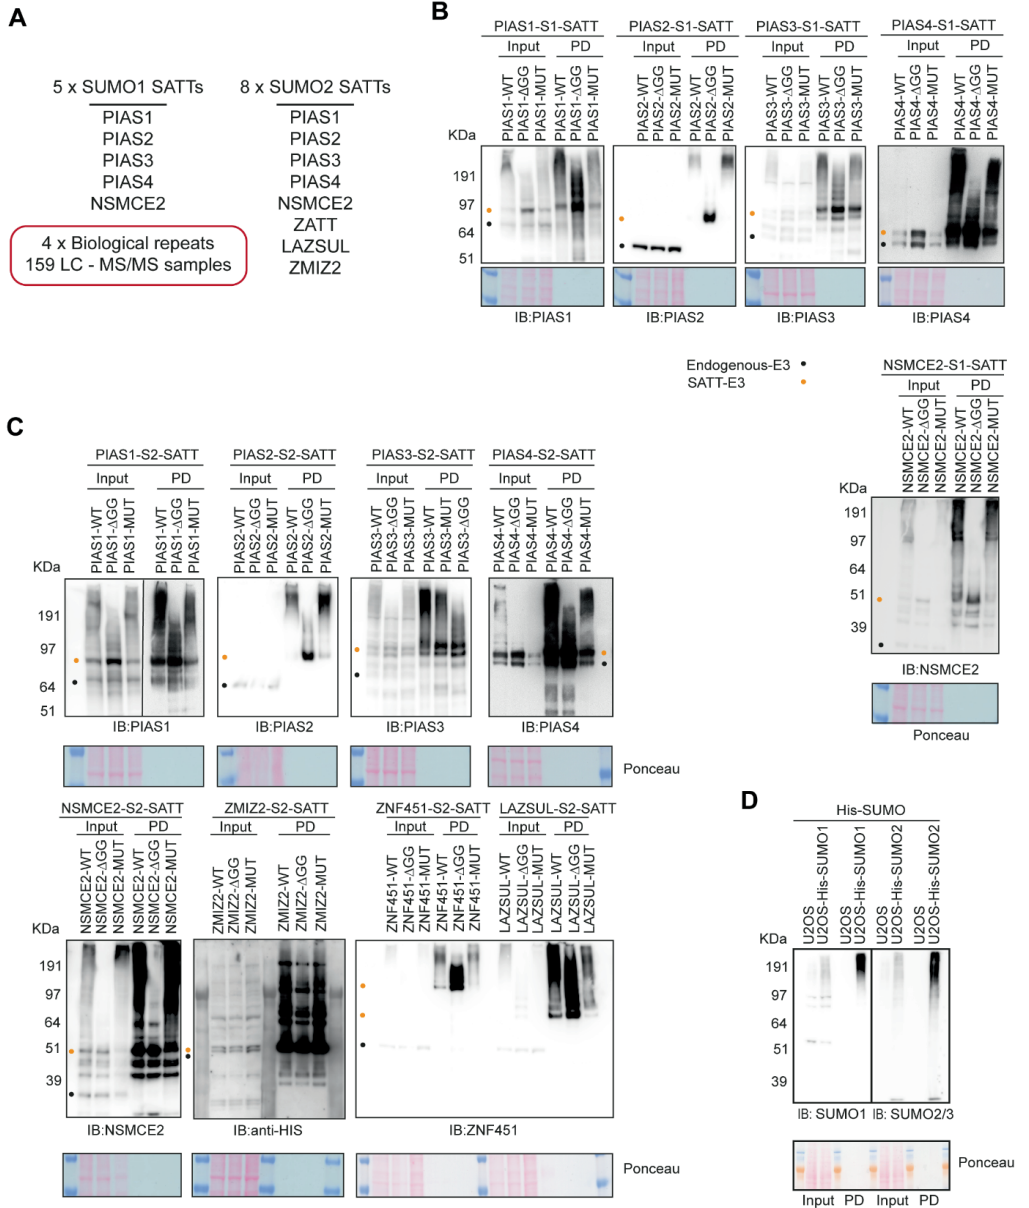 A
5 x SUMO1 SATTs
PIAS1
PIAS2
PIAS3
PIAS4
NSMCE2
8 x SUMO2 SATTs
PIAS1
PIAS2
PIAS3
PIAS4
NSMCE2
ZATT
LAZSUL
ZMIZ2
4 x Biological repeats
159 LC - MS/MS samples
B
PIAS1-S1-SATT
Input PD
PIAS1-WT
PIAS1-ΔGG
PIAS1-MUT
PIAS1-WT
PIAS1-ΔGG
PIAS1-MUT
KDa
191
97
64
51
IB:PIAS1
PIAS2-S1-SATT
Input PD
PIAS2-WT
PIAS2-ΔGG
PIAS2-MUT
PIAS2-WT
PIAS2-ΔGG
PIAS2-MUT
IB:PIAS2
PIAS3-S1-SATT
Input PD
PIAS3-WT
PIAS3-ΔGG
PIAS3-MUT
PIAS3-WT
PIAS3-ΔGG
PIAS3-MUT
IB:PIAS3
PIAS4-S1-SATT
Input PD
PIAS4-WT
PIAS4-ΔGG
PIAS4-MUT
PIAS4-WT
PIAS4-ΔGG
PIAS4-MUT
IB:PIAS4
Endogenous-E3
SATT-E3
NSMCE2-S1-SATT
Input PD
NSMCE2-WT
NSMCE2-ΔGG
NSMCE2-MUT
NSMCE2-WT
NSMCE2-ΔGG
NSMCE2-MUT
KDa
191
97
64
51
39
IB:NSMCE2
Ponceau
C
PIAS1-S2-SATT
Input PD
PIAS1-WT
PIAS1-ΔGG
PIAS1-MUT
PIAS1-WT
PIAS1-ΔGG
PIAS1-MUT
KDa
191
97
64
51
IB:PIAS1
PIAS2-S2-SATT
Input PD
PIAS2-WT
PIAS2-ΔGG
PIAS2-MUT
PIAS2-WT
PIAS2-ΔGG
PIAS2-MUT
IB:PIAS2
PIAS3-S2-SATT
Input PD
PIAS3-WT
PIAS3-ΔGG
PIAS3-MUT
PIAS3-WT
PIAS3-MUT
PIAS3-ΔGG
IB:PIAS3
PIAS4-S2-SATT
Input PD
PIAS4-WT
PIAS4-ΔGG
PIAS4-MUT
PIAS4-WT
PIAS4-ΔGG
PIAS4-MUT
IB:PIAS4
Ponceau
NSMCE2-S2-SATT
Input PD
NSMCE2-WT
NSMCE2-ΔGG
NSMCE2-MUT
NSMCE2-WT
NSMCE2-ΔGG
NSMCE2-MUT
KDa
191
97
64
51
39
IB:NSMCE2
ZMIZ2-S2-SATT
Input PD
ZMIZ2-WT
ZMIZ2-ΔGG
ZMIZ2-MUT
ZMIZ2-WT
ZMIZ2-ΔGG
ZMIZ2-MUT
IB:anti-HIS
ZNF451-S2-SATT
Input PD
ZNF451-WT
ZNF451-ΔGG
ZNF451-MUT
ZNF451-WT
ZNF451-ΔGG
ZNF451-MUT
LAZSUL-S2-SATT
Input PD
LAZSUL-WT
LAZSUL-ΔGG
LAZSUL-MUT
LAZSUL-WT
LAZSUL-ΔGG
LAZSUL-MUT
IB:ZNF451
Ponceau
D
His-SUMO
U2OS
U2OS-His-SUMO1
U2OS
U2OS-His-SUMO1
U2OS
U2OS-His-SUMO2
U2OS
U2OS-His-SUMO2
KDa
191
97
64
39
IB: SUMO1 IB: SUMO2/3
Ponceau
Input PD Input PD